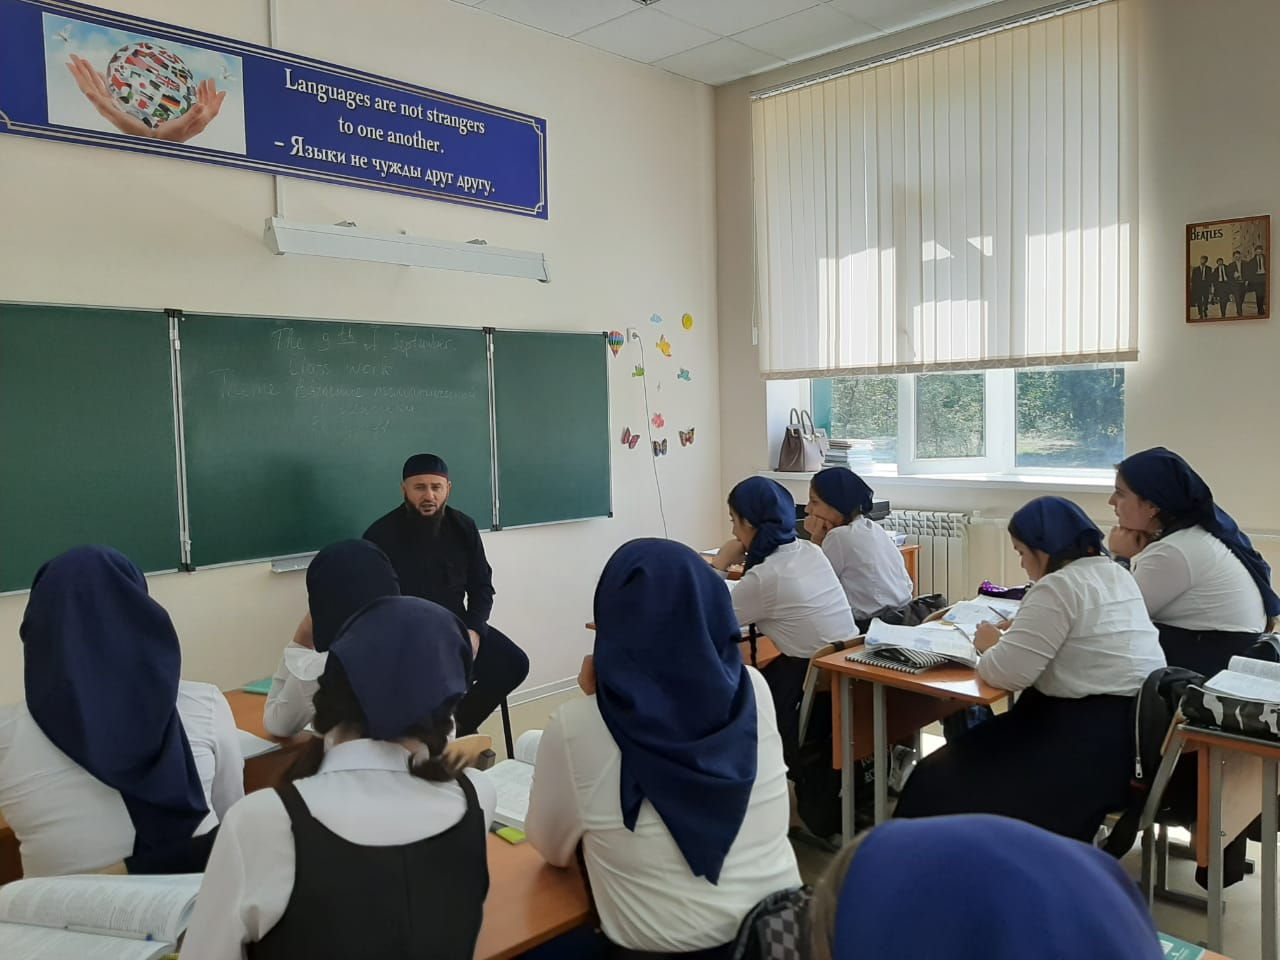 Languages are not strangers
to one another.
- Языки не чужды друг другу.
The 9th of September.
Class work
BEATLES